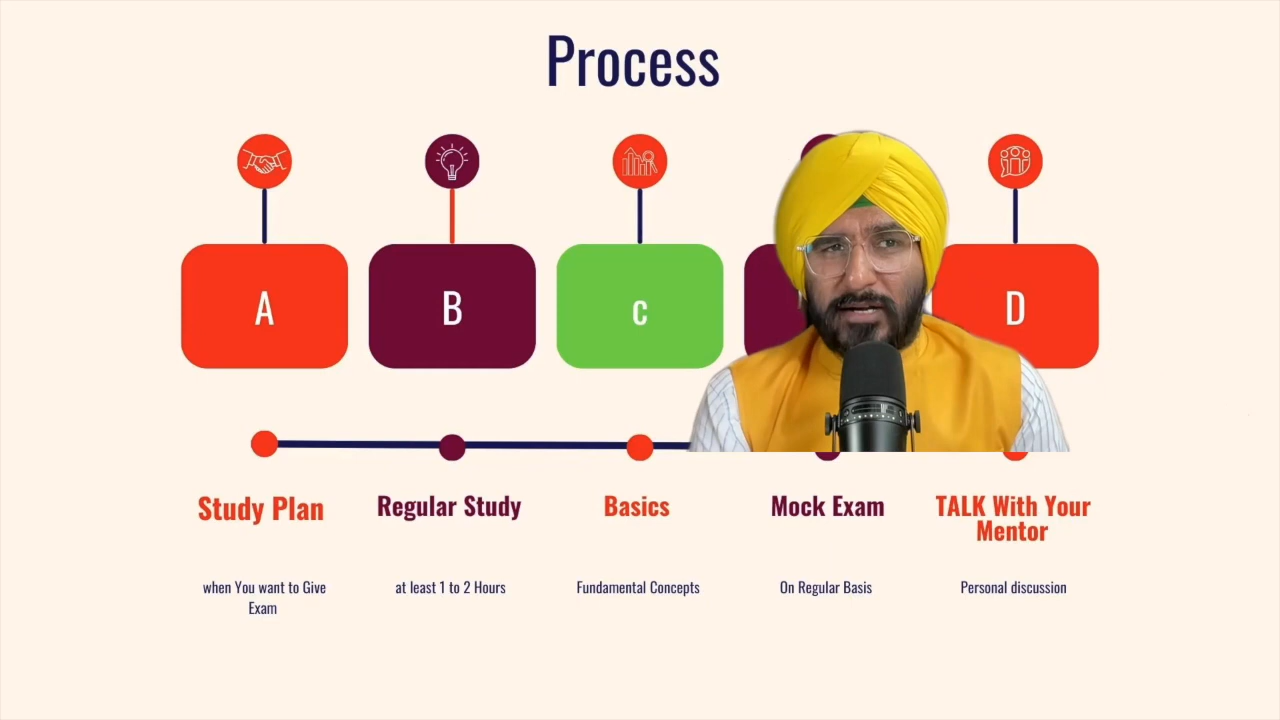 Process
A
B
c
D
Study Plan
Regular Study
Basics
Mock Exam
TALK With Your
Mentor
when You want to Give
Exam
at least 1 to 2 Hours
Fundamental Concepts
On Regular Basis
Personal discussion